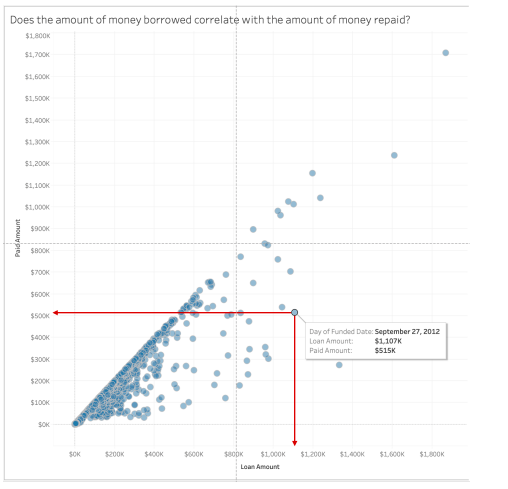 Does the amount of money borrowed correlate with the amount of money repaid?
$1,800K
$1,700K
$1,600K
$1,500K
$1,400K
$1,300K
$1,200K
$1,100K
$1,000K
$900K
$800K
$700K
$600K
$500K
$400K
$300K
$200K
$100K
$0K
Paid Amount
Day of Funded Date: September 27, 2012
Loan Amount: $1,107K
Paid Amount: $515K
$0K $200K $400K $600K $800K $1,000K $1,200K $1,400K $1,600K $1,800K
Loan Amount